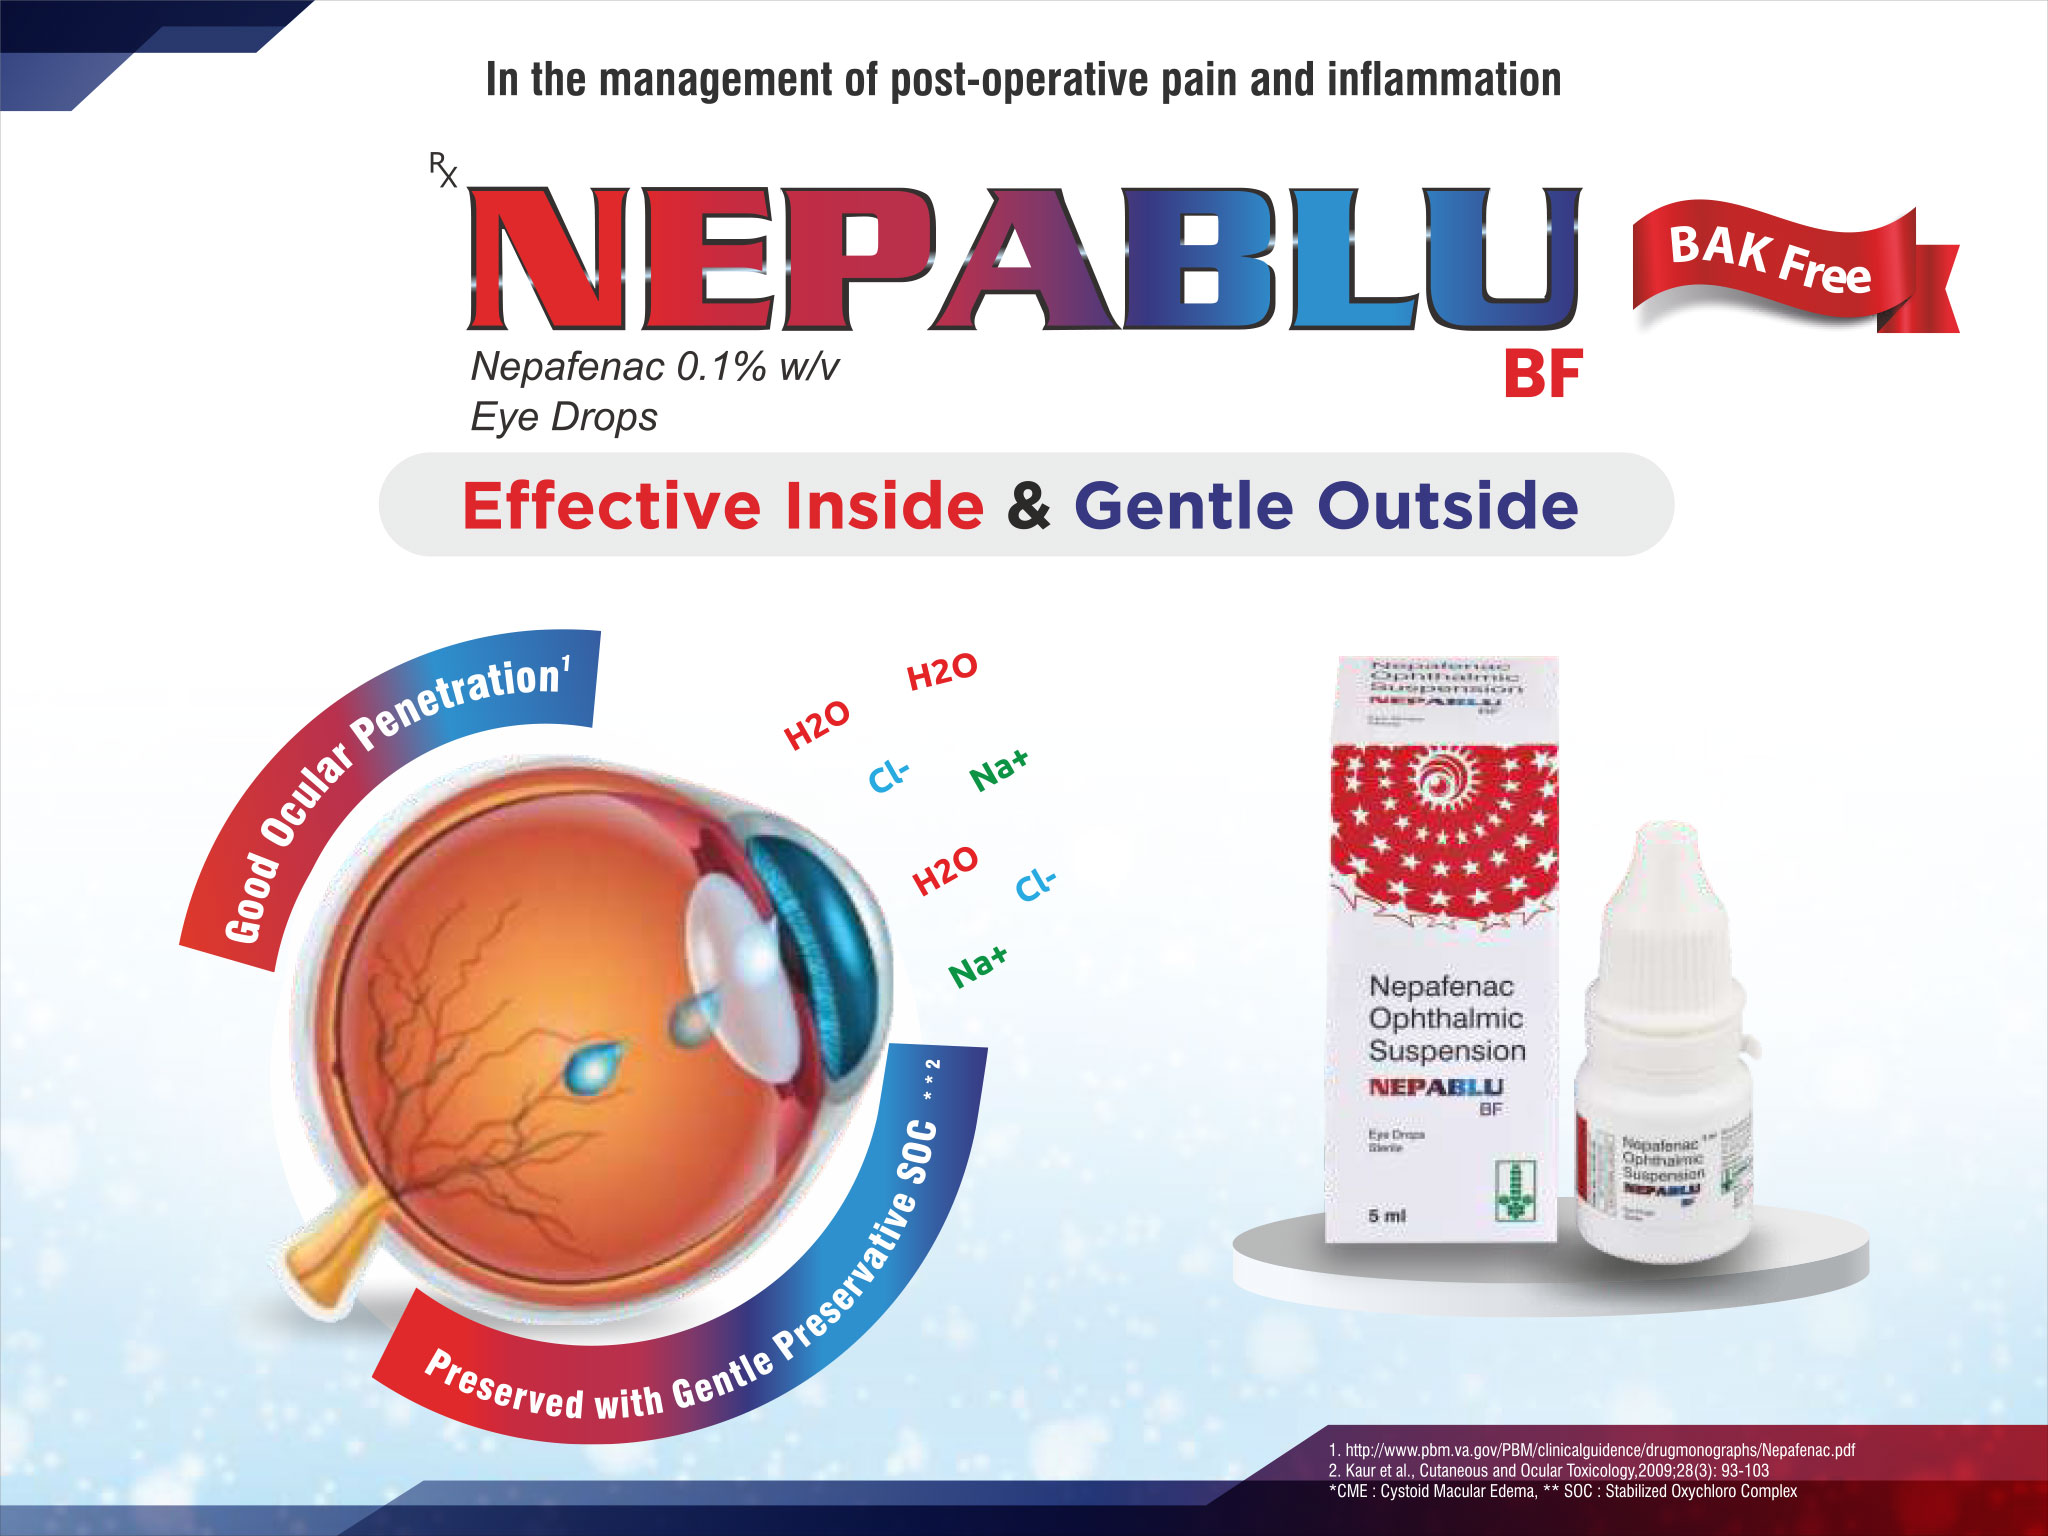 In the management of post-operative pain and inflammation
Rx
NEPABLU
BAK Free
Nepafenac 0.1% w/v
BF
Eye Drops
Effective Inside & Gentle Outside
Good Ocular Penetration¹
H2O
H2O
Cl-
Na+
H2O
Cl-
Na+
Preserved with Gentle Preservative SOC **²
Nepafenac
Ophthalmic
Suspension
NEPABLU
BF
Nepafenac
Ophthalmic
Suspension
NEPABLU
BF
Eye Drops
Sterile
5 ml
Nepafenac
Ophthalmic
Suspension
NEPABLU
BF
1. http://www.pbm.va.gov/PBM/clinicalguidence/drugmonographs/Nepafenac.pdf
2. Kaur et al., Cutaneous and Ocular Toxicology,2009;28(3): 93-103
*CME : Cystoid Macular Edema, ** SOC : Stabilized Oxychloro Complex